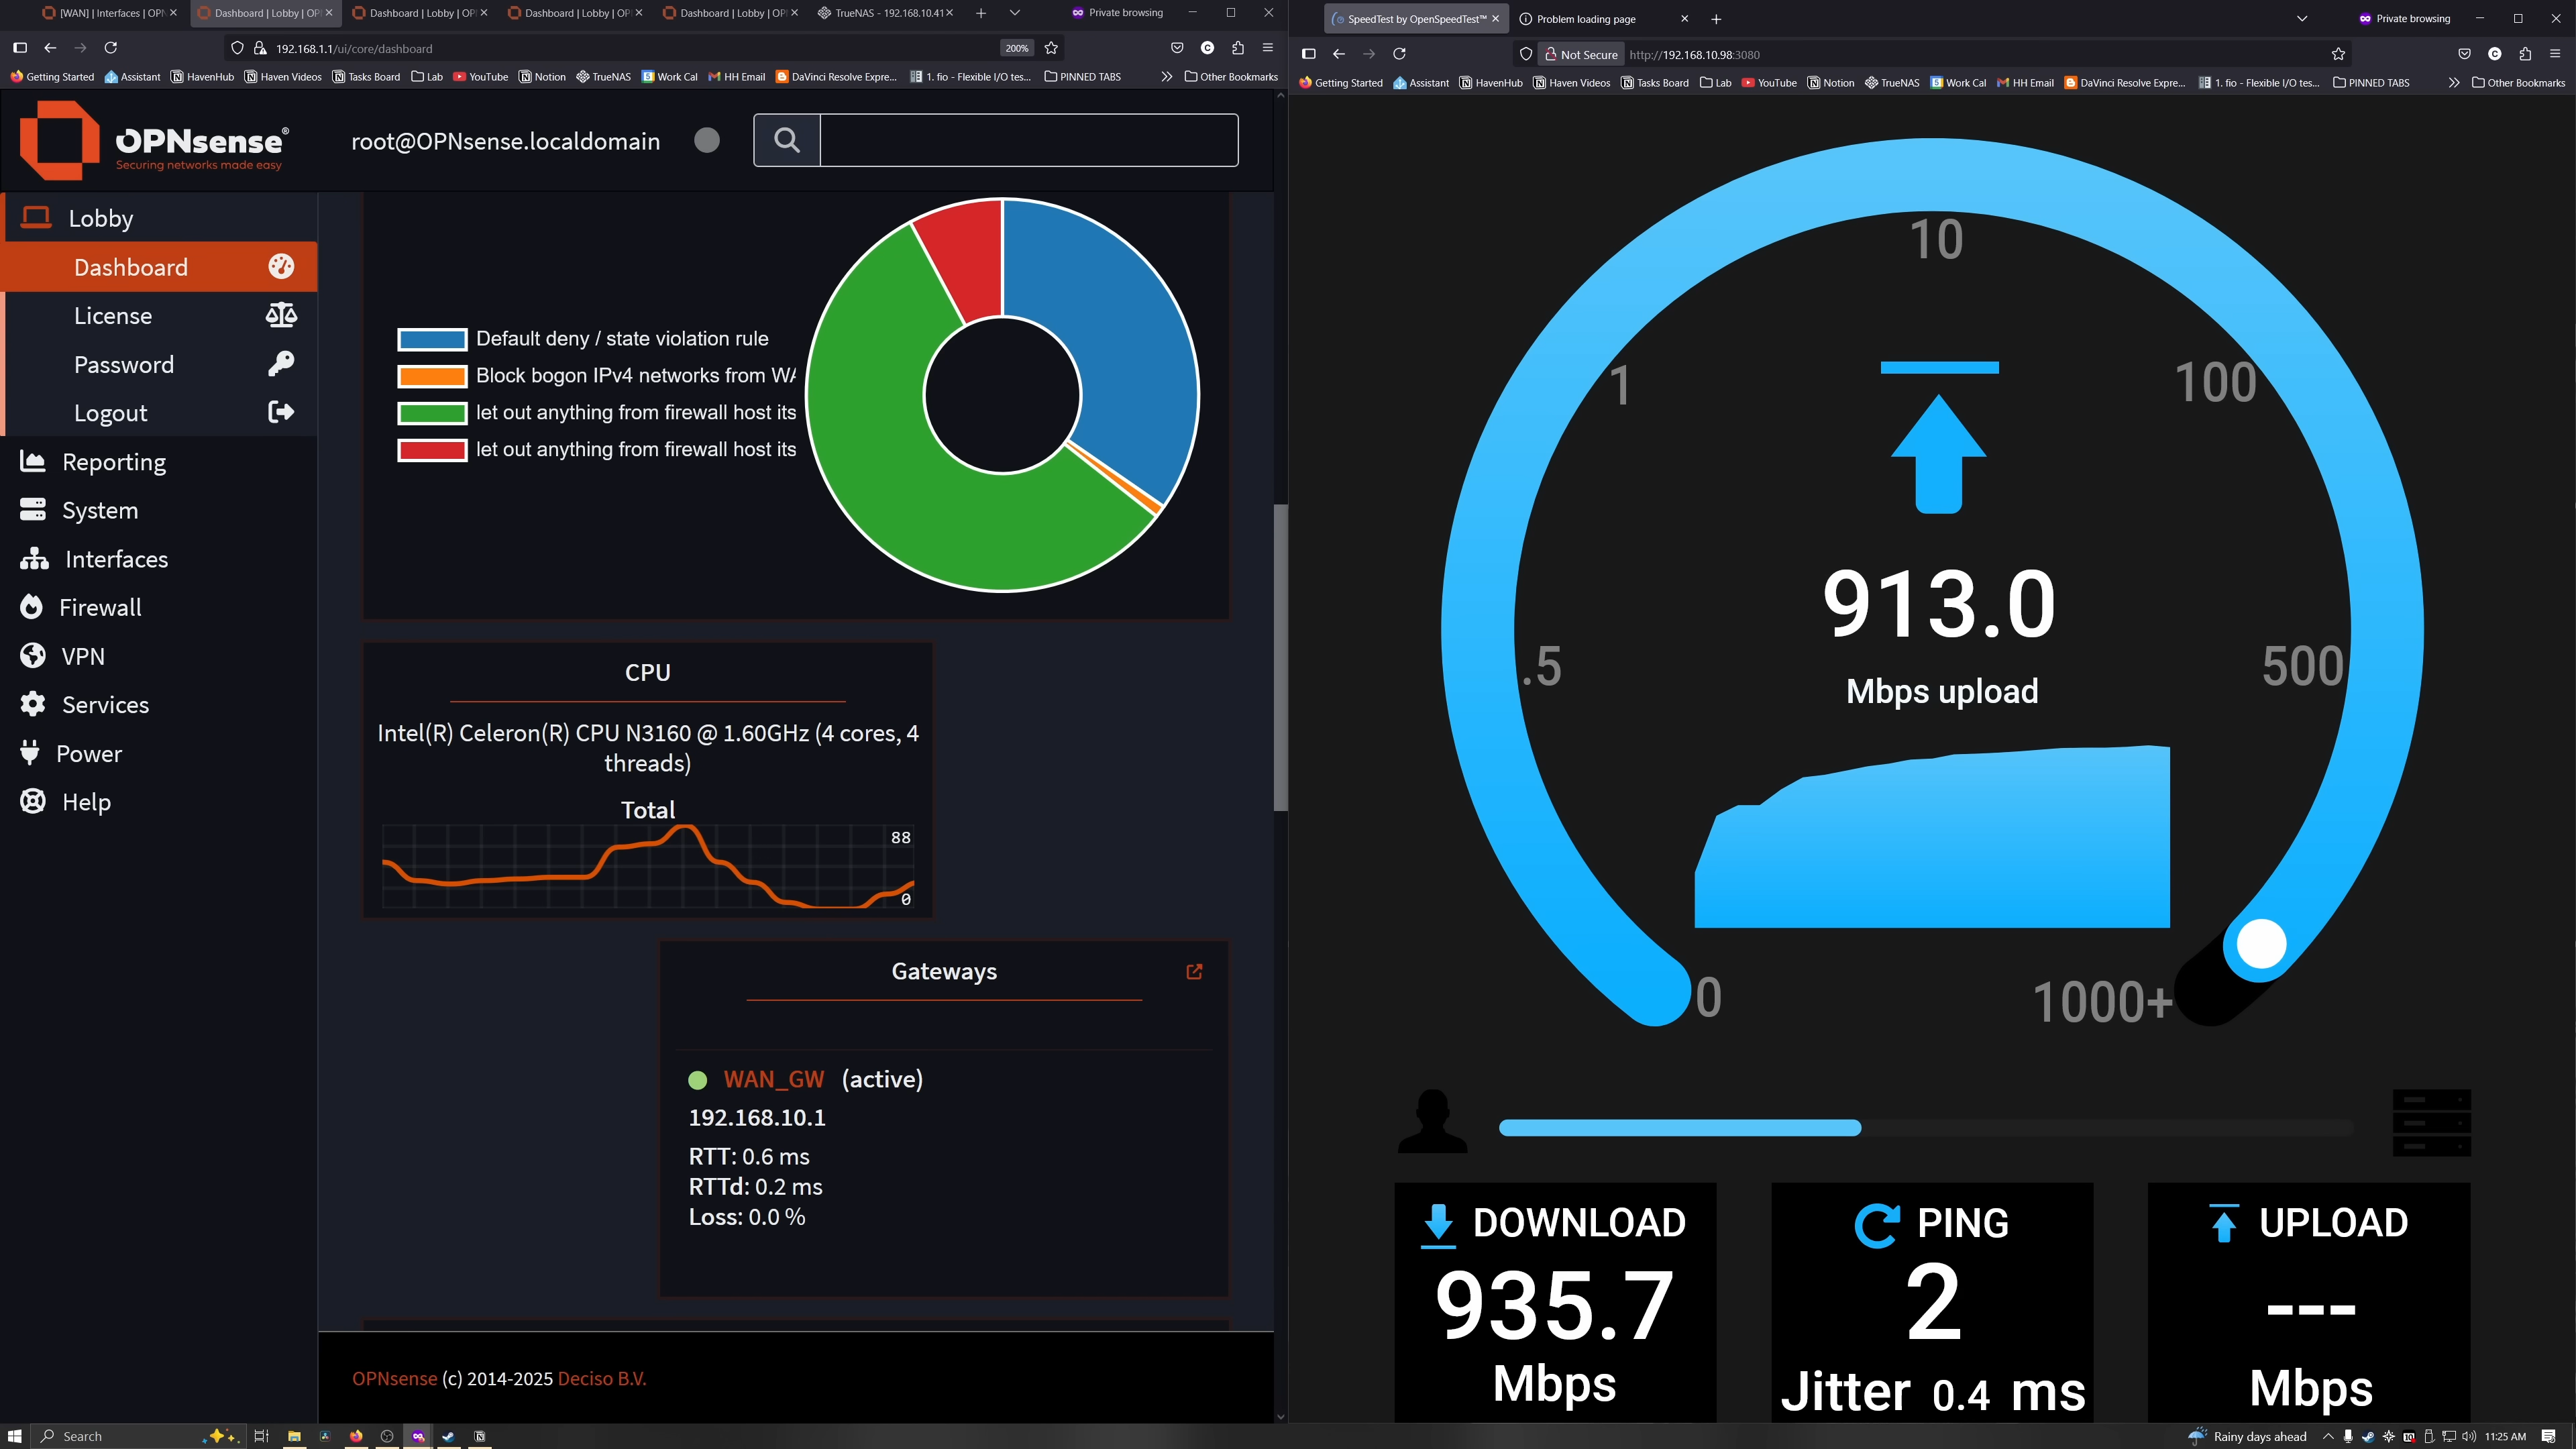 [WAN] | Interfaces | OPN
Dashboard | Lobby | OP
Dashboard | Lobby | OP
Dashboard | Lobby | OP
Dashboard | Lobby | OP
TrueNAS - 192.168.10.41
Private browsing
192.168.1.1/ui/core/dashboard
200%
Getting Started
Assistant
HavenHub
Haven Videos
Tasks Board
Lab
YouTube
Notion
TrueNAS
Work Cal
HH Email
DaVinci Resolve Expre...
1. fio - Flexible I/O tes...
PINNED TABS
Other Bookmarks
OPNsense®
Securing networks made easy
root@OPNsense.localdomain
Lobby
Dashboard
License
Password
Logout
Reporting
System
Interfaces
Firewall
VPN
Services
Power
Help
Default deny / state violation rule
Block bogon IPv4 networks from WA
let out anything from firewall host its
let out anything from firewall host its
CPU
Intel(R) Celeron(R) CPU N3160 @ 1.60GHz (4 cores, 4
threads)
Total
88
0
Gateways
WAN_GW (active)
192.168.10.1
RTT: 0.6 ms
RTTd: 0.2 ms
Loss: 0.0 %
OPNsense (c) 2014-2025 Deciso B.V.
SpeedTest by OpenSpeedTest™
Problem loading page
Private browsing
Not Secure
http://192.168.10.98:3080
Getting Started
Assistant
HavenHub
Haven Videos
Tasks Board
Lab
YouTube
Notion
TrueNAS
Work Cal
HH Email
DaVinci Resolve Expre...
1. fio - Flexible I/O tes...
PINNED TABS
Other Bookmarks
10
1
100
.5
500
0
1000+
913.0
Mbps upload
DOWNLOAD
935.7
Mbps
PING
2
Jitter 0.4 ms
UPLOAD
---
Mbps
Search
Rainy days ahead
11:25 AM